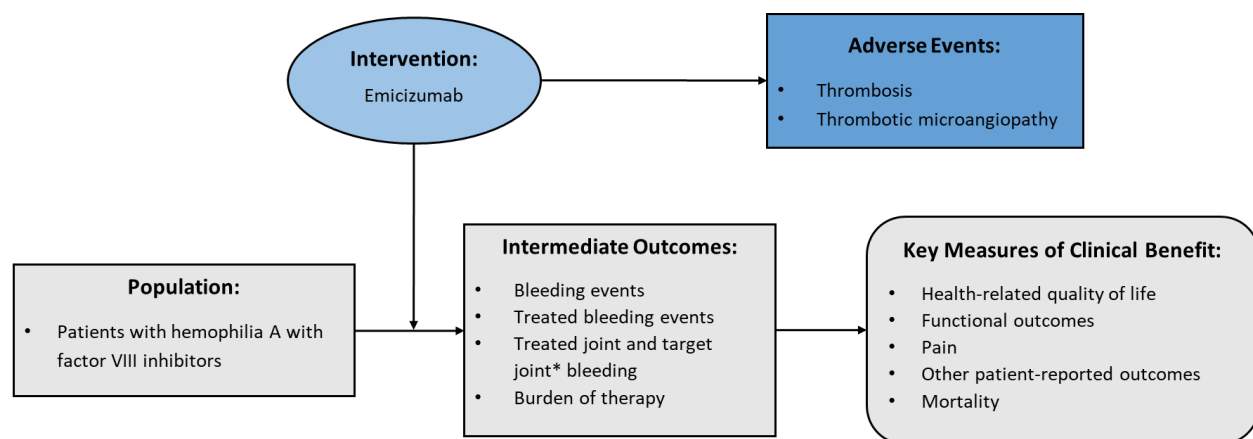 Intervention:
Emicizumab
Adverse Events:
• Thrombosis
• Thrombotic microangiopathy
Population:
• Patients with hemophilia A with
factor VIII inhibitors
Intermediate Outcomes:
• Bleeding events
• Treated bleeding events
• Treated joint and target
joint* bleeding
• Burden of therapy
Key Measures of Clinical Benefit:
• Health-related quality of life
• Functional outcomes
• Pain
• Other patient-reported outcomes
• Mortality